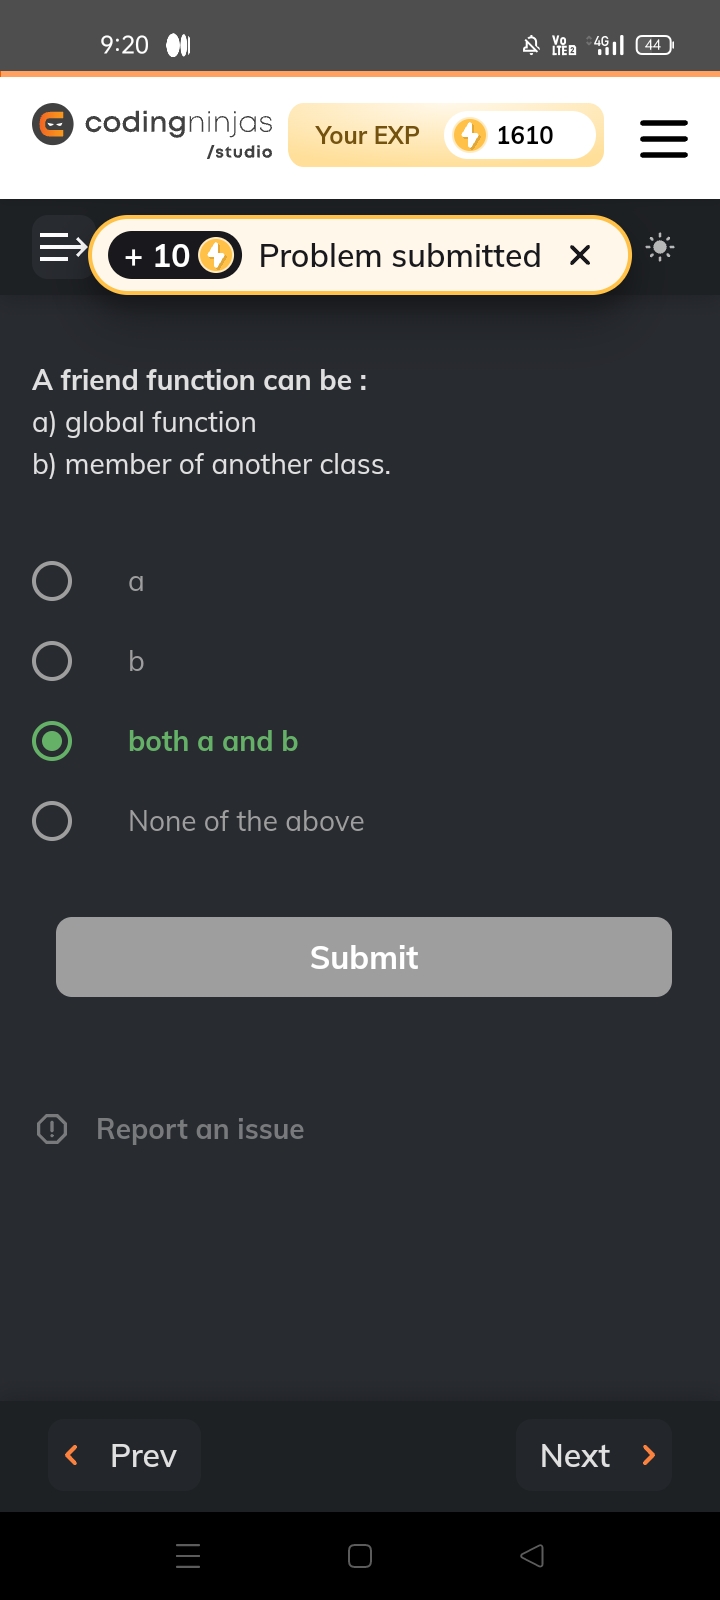 9:20
Vo LTE2 4G 44
codingninjas
/studio
Your EXP 1610
+ 10 Problem submitted
A friend function can be :
a) global function
b) member of another class.
a
b
both a and b
None of the above
Submit
Report an issue
Prev Next